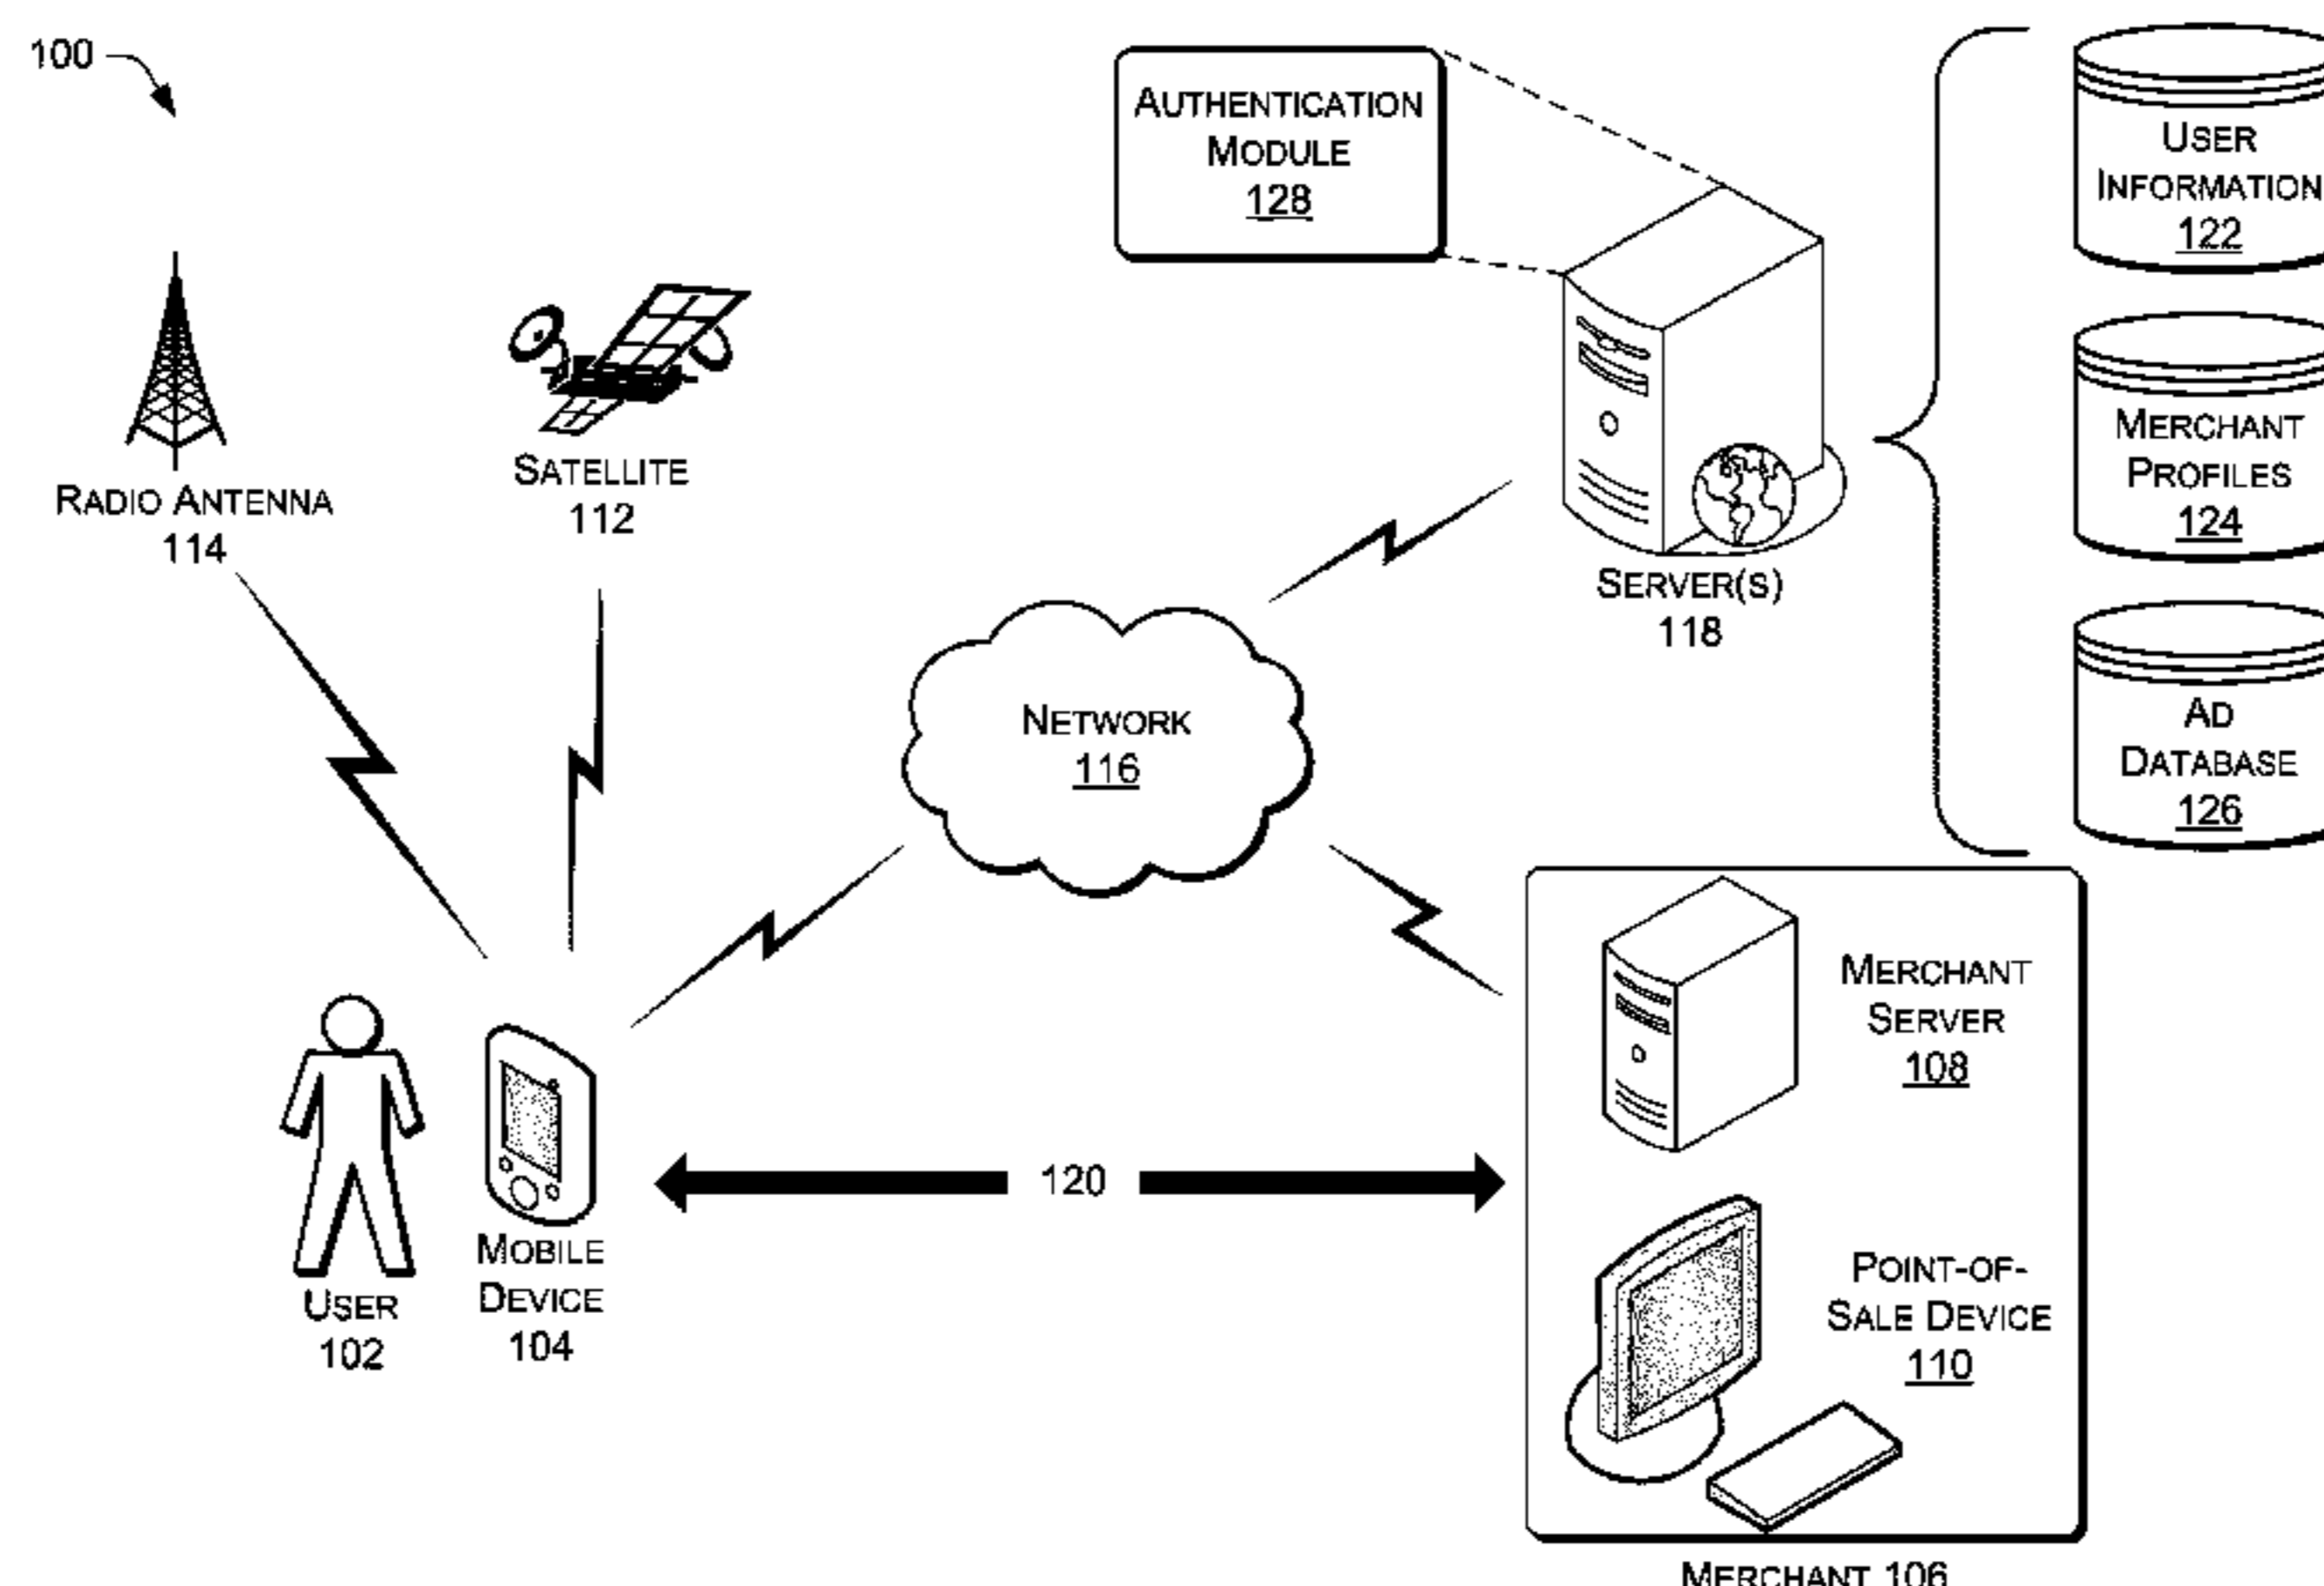 100
AUTHENTICATION
MODULE
128
USER
INFORMATION
122
RADIO ANTENNA
114
SATELLITE
112
MERCHANT
PROFILES
124
SERVER(S)
118
NETWORK
116
AD
DATABASE
126
MERCHANT
SERVER
108
120
USER
102
MOBILE
DEVICE
104
POINT-OF-
SALE DEVICE
110
MERCHANT 106